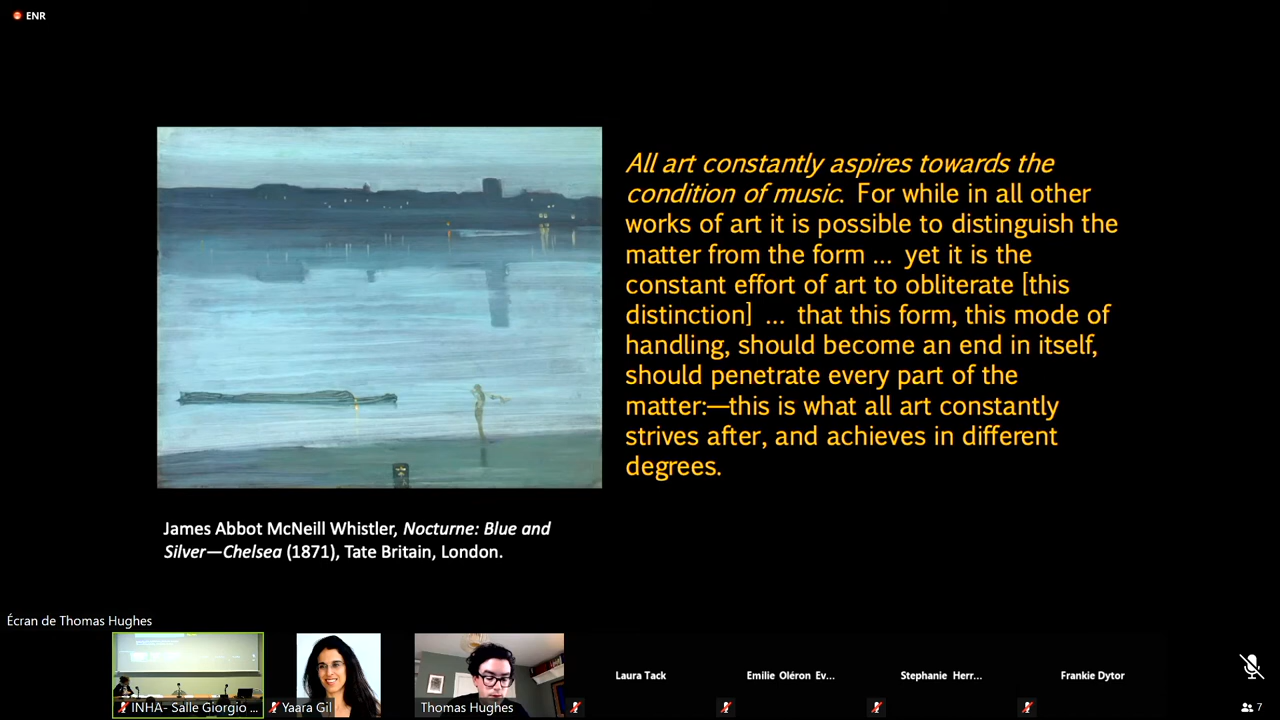 ENR
All art constantly aspires towards the
condition of music. For while in all other
works of art it is possible to distinguish the
matter from the form ... yet it is the
constant effort of art to obliterate [this
distinction] ... that this form, this mode of
handling, should become an end in itself,
should penetrate every part of the
matter:—this is what all art constantly
strives after, and achieves in different
degrees.
James Abbot McNeill Whistler, Nocturne: Blue and
Silver—Chelsea (1871), Tate Britain, London.
Écran de Thomas Hughes
INHA- Salle Giorgio ...
Yaara Gil
Thomas Hughes
Laura Tack
Emilie Oléron Ev...
Stephanie Herr...
Frankie Dytor
7